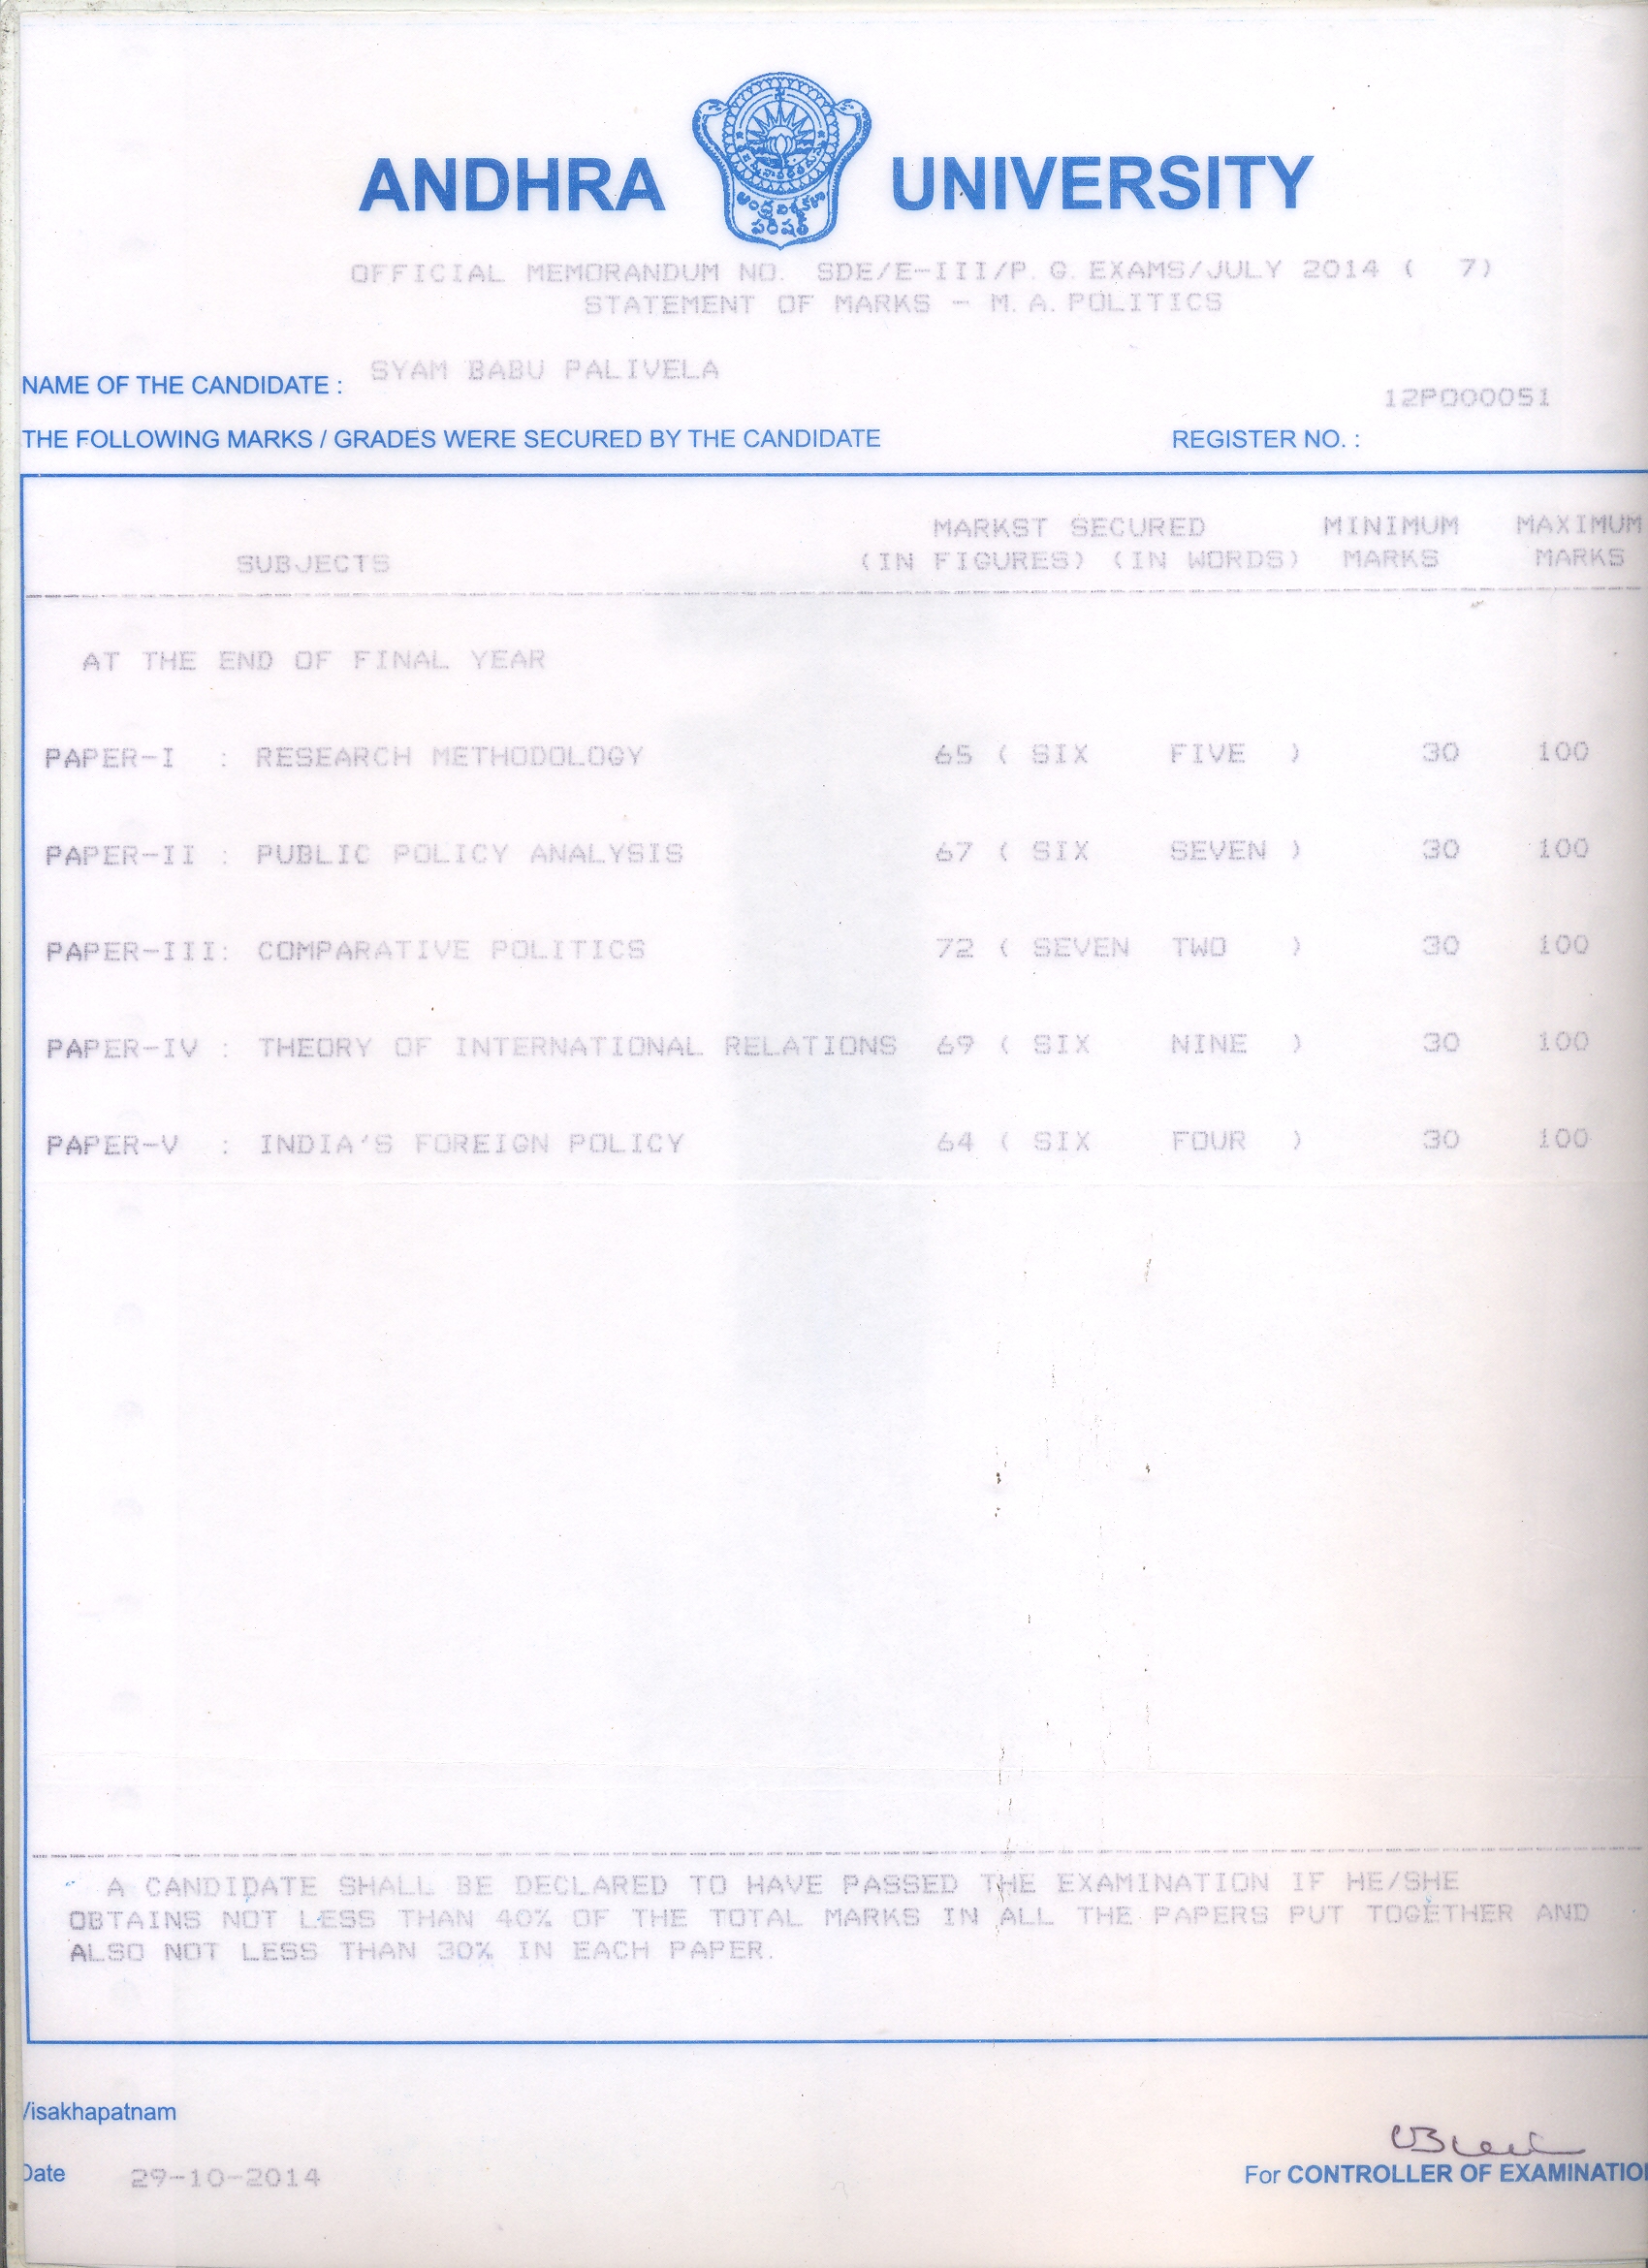 ANDHRA UNIVERSITY
ఆంధ్ర విశ్వకళా
పరిషత్
OFFICIAL MEMORANDUM NO. SDE/E-III/P.G.EXAMS/JULY 2014 ( 7)
STATEMENT OF MARKS - M.A.POLITICS
NAME OF THE CANDIDATE : SYAM BABU PALIVELA
12P000051
THE FOLLOWING MARKS / GRADES WERE SECURED BY THE CANDIDATE REGISTER NO. :
MARKST SECURED MINIMUM MAXIMUM
SUBJECTS (IN FIGURES) (IN WORDS) MARKS MARKS
AT THE END OF FINAL YEAR
PAPER-I : RESEARCH METHODOLOGY 65 ( SIX FIVE ) 30 100
PAPER-II : PUBLIC POLICY ANALYSIS 67 ( SIX SEVEN ) 30 100
PAPER-III: COMPARATIVE POLITICS 72 ( SEVEN TWO ) 30 100
PAPER-IV : THEORY OF INTERNATIONAL RELATIONS 69 ( SIX NINE ) 30 100
PAPER-V : INDIA'S FOREIGN POLICY 64 ( SIX FOUR ) 30 100
A CANDIDATE SHALL BE DECLARED TO HAVE PASSED THE EXAMINATION IF HE/SHE
OBTAINS NOT LESS THAN 40% OF THE TOTAL MARKS IN ALL THE PAPERS PUT TOGETHER AND
ALSO NOT LESS THAN 30% IN EACH PAPER.
Visakhapatnam
Date 29-10-2014
For CONTROLLER OF EXAMINATIO